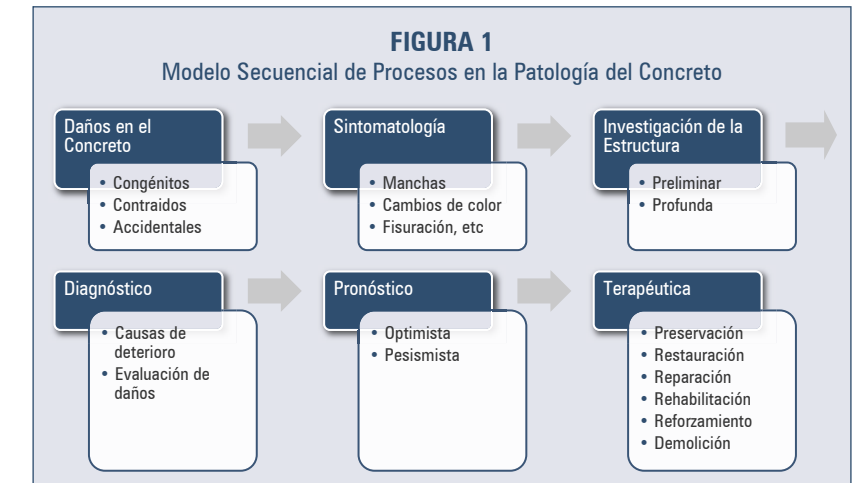 FIGURA 1
Modelo Secuencial de Procesos en la Patología del Concreto
Daños en el
Concreto
• Congénitos
• Contraidos
• Accidentales
Sintomatología
• Manchas
• Cambios de color
• Fisuración, etc
Investigación de la
Estructura
• Preliminar
• Profunda
Diagnóstico
• Causas de
deterioro
• Evaluación de
daños
Pronóstico
• Optimista
• Pesismista
Terapéutica
• Preservación
• Restauración
• Reparación
• Rehabilitación
• Reforzamiento
• Demolición